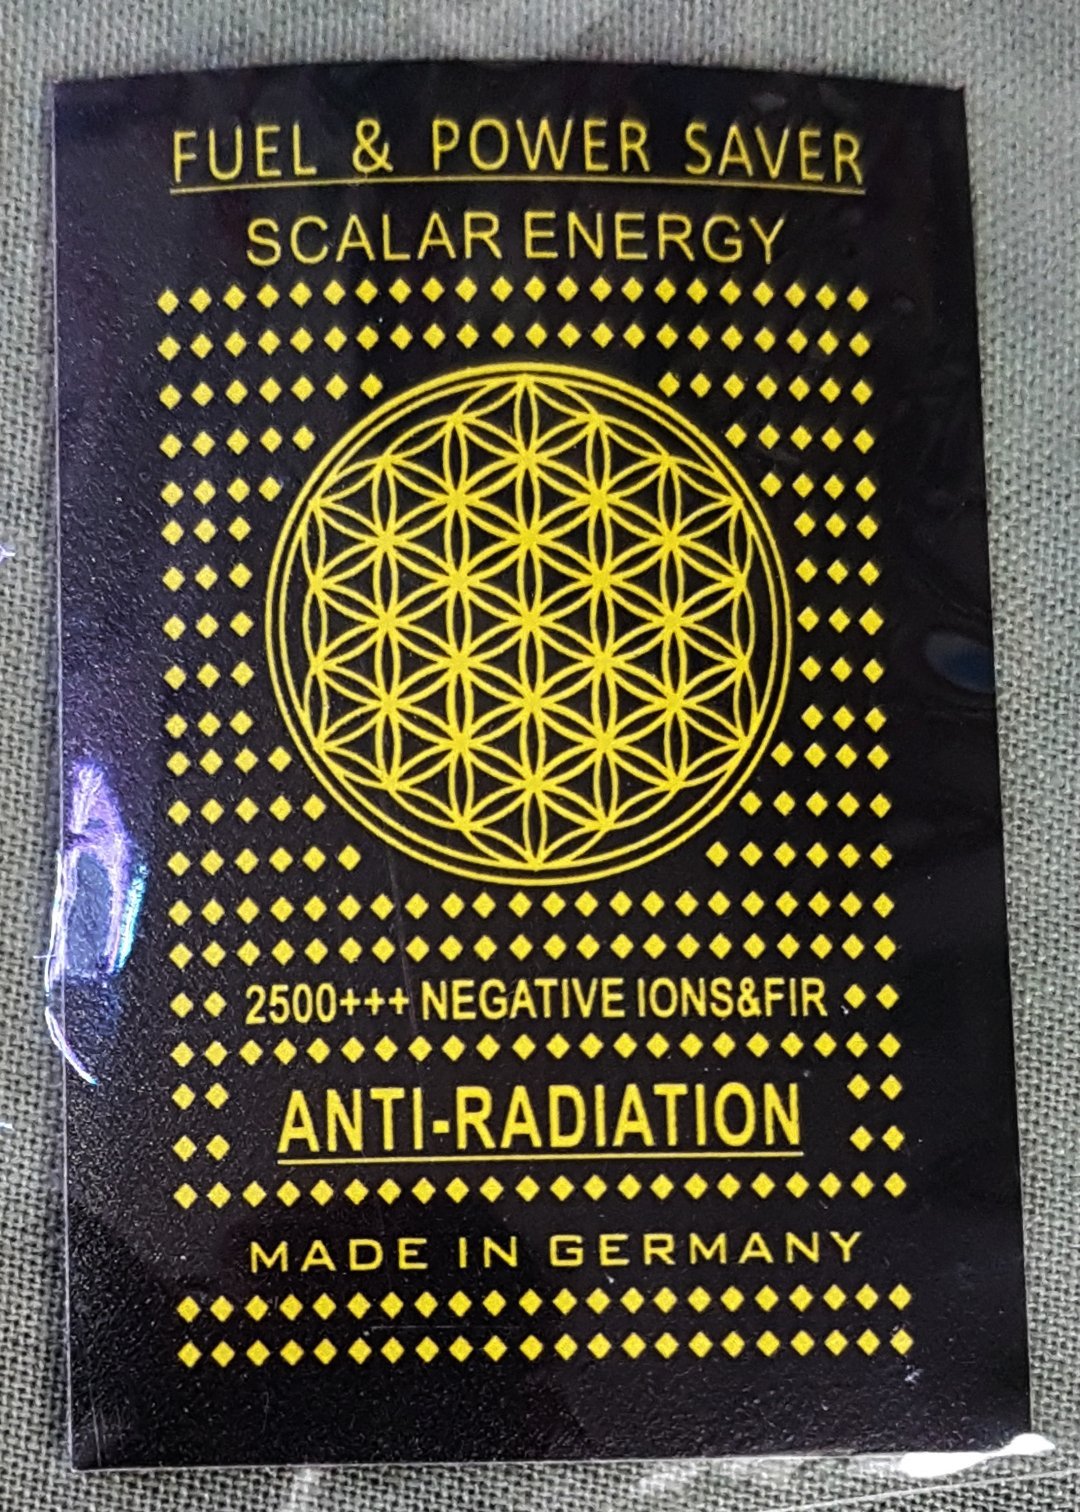 FUEL & POWER SAVER
SCALAR ENERGY
2500+++ NEGATIVE IONS&FIR
ANTI-RADIATION
MADE IN GERMANY